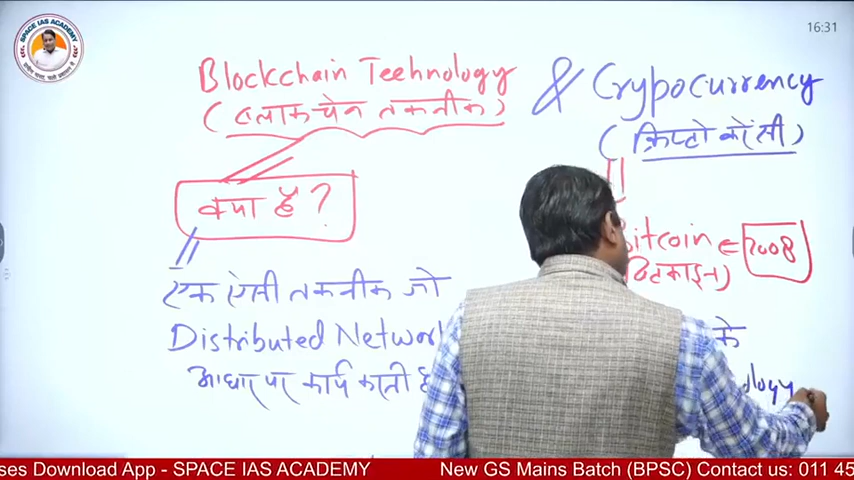 SPACE IAS ACADEMY
16:31
Blockchain Teehnology & Crypocurrency
(ब्लाकचेन तकनीक) (क्रिप्टो करेंसी)
क्या है?
itcoin 2008
(बिटकाइन)
एक ऐसी तकनीक जो
Distributed Networ के
आधार पर कार्य करती है
ology
ses Download App - SPACE IAS ACADEMY New GS Mains Batch (BPSC) Contact us: 011 45